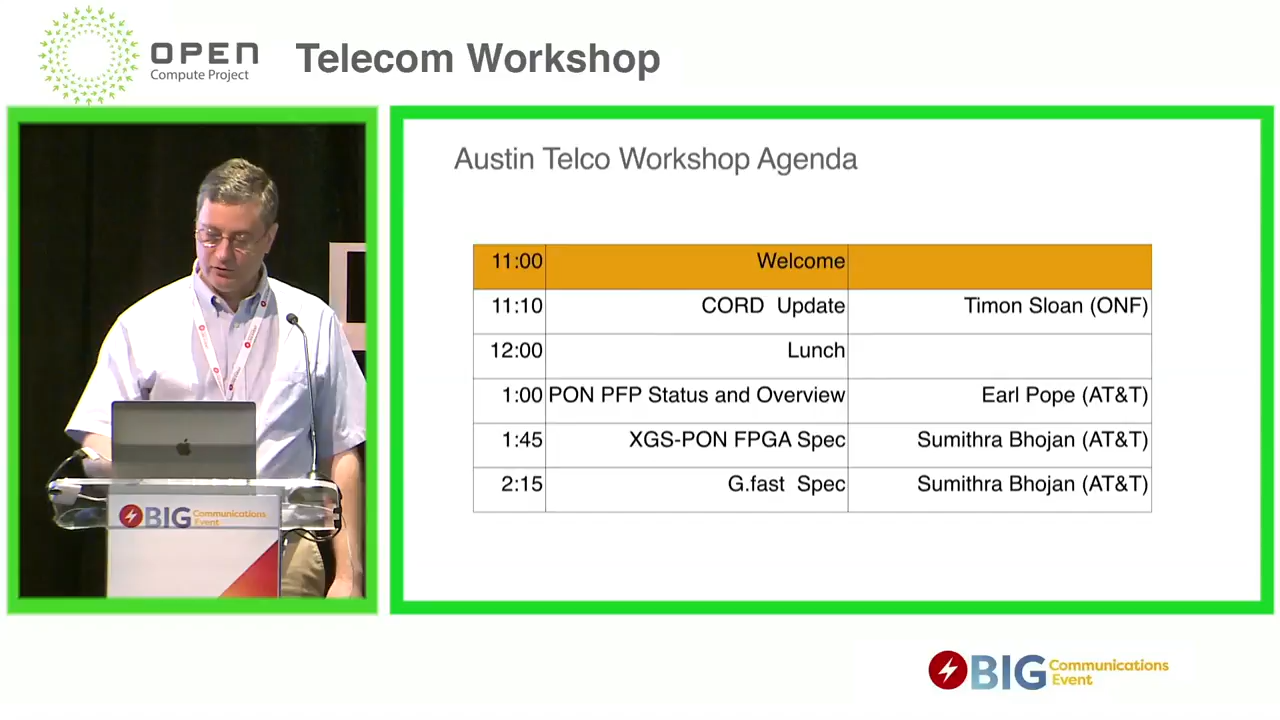 OPEN
Compute Project
Telecom Workshop
Austin Telco Workshop Agenda
11:00 Welcome
11:10 CORD Update Timon Sloan (ONF)
12:00 Lunch
1:00 PON PFP Status and Overview Earl Pope (AT&T)
1:45 XGS-PON FPGA Spec Sumithra Bhojan (AT&T)
2:15 G.fast Spec Sumithra Bhojan (AT&T)
BIG Communications
Event
BIG Communications
Event